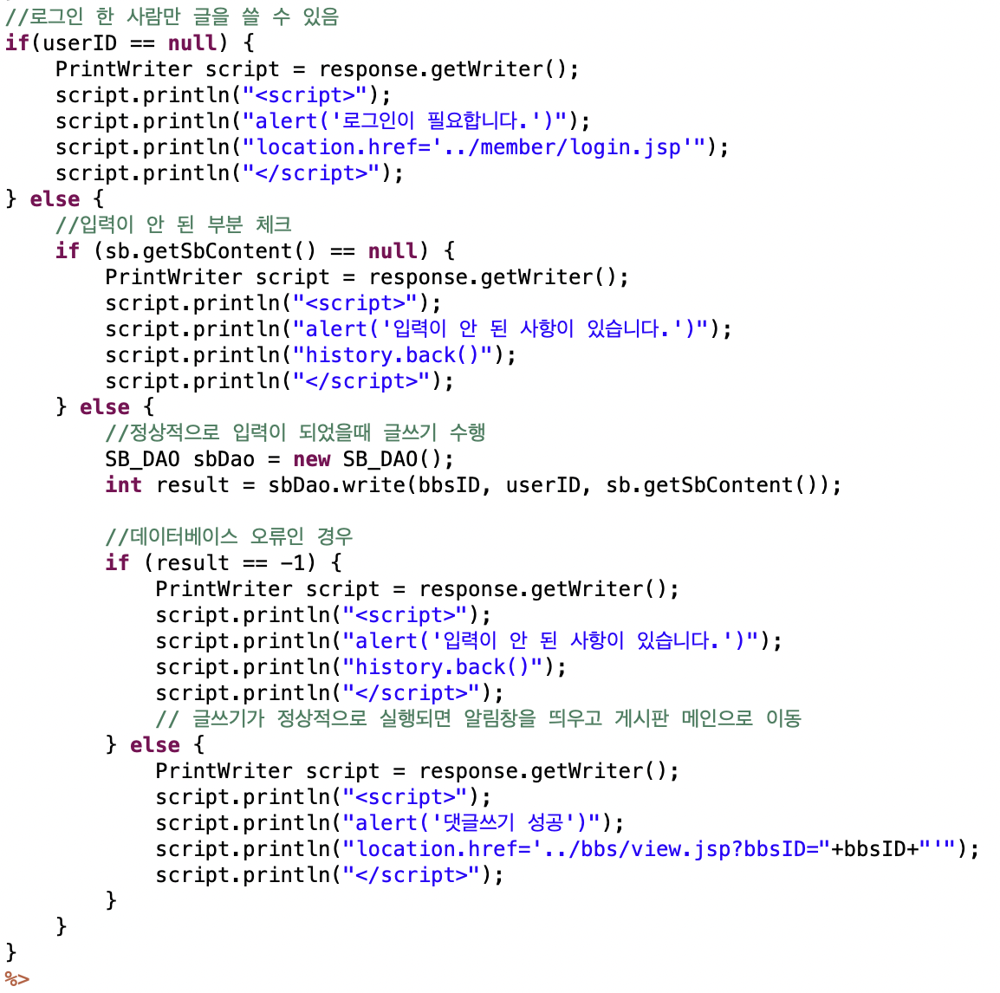 //로그인 한 사람만 글을 쓸 수 있음
if(userID == null) {
    PrintWriter script = response.getWriter();
    script.println("<script>");
    script.println("alert('로그인이 필요합니다.')");
    script.println("location.href='../member/login.jsp'");
    script.println("</script>");
} else {
    //입력이 안 된 부분 체크
    if (sb.getSbContent() == null) {
        PrintWriter script = response.getWriter();
        script.println("<script>");
        script.println("alert('입력이 안 된 사항이 있습니다.')");
        script.println("history.back()");
        script.println("</script>");
    } else {
        //정상적으로 입력이 되었을때 글쓰기 수행
        SB_DAO sbDao = new SB_DAO();
        int result = sbDao.write(bbsID, userID, sb.getSbContent());
        //데이터베이스 오류인 경우
        if (result == -1) {
            PrintWriter script = response.getWriter();
            script.println("<script>");
            script.println("alert('입력이 안 된 사항이 있습니다.')");
            script.println("history.back()");
            script.println("</script>");
            // 글쓰기가 정상적으로 실행되면 알림창을 띄우고 게시판 메인으로 이동
        } else {
            PrintWriter script = response.getWriter();
            script.println("<script>");
            script.println("alert('댓글쓰기 성공')");
            script.println("location.href='../bbs/view.jsp?bbsID="+bbsID+"'");
            script.println("</script>");
        }
    }
}
%>